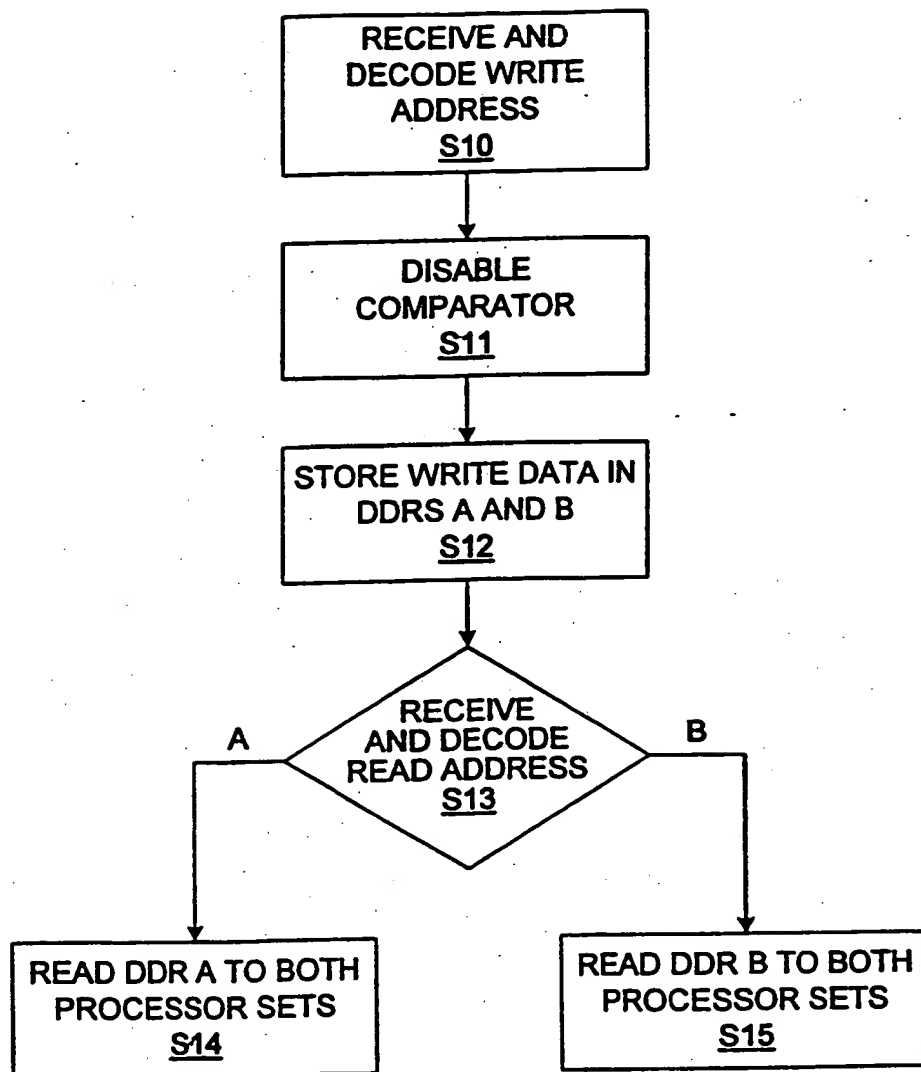 RECEIVE AND
DECODE WRITE
ADDRESS
S10
DISABLE
COMPARATOR
S11
STORE WRITE DATA IN
DDRS A AND B
S12
RECEIVE
AND DECODE
READ ADDRESS
S13
A
B
READ DDR A TO BOTH
PROCESSOR SETS
S14
READ DDR B TO BOTH
PROCESSOR SETS
S15